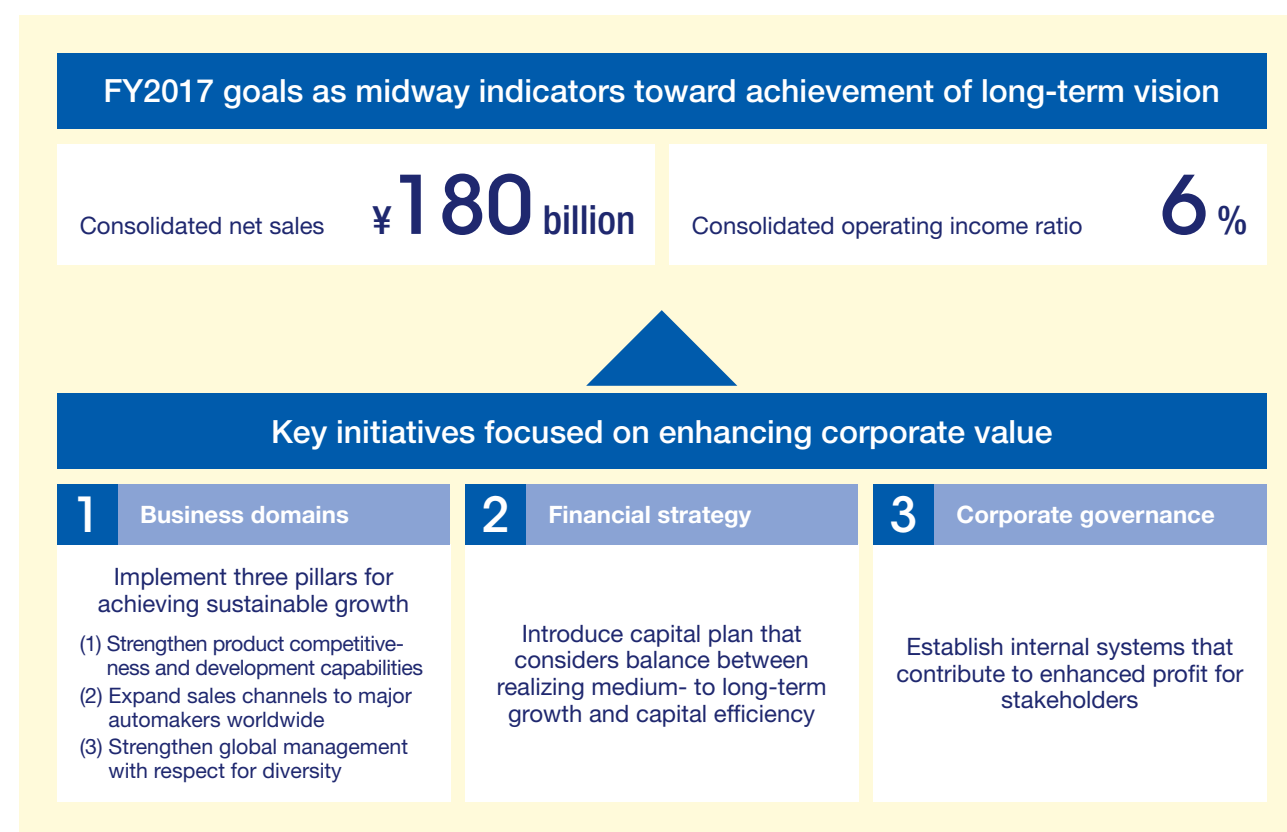 FY2017 goals as midway indicators toward achievement of long-term vision
Consolidated net sales ¥180 billion
Consolidated operating income ratio 6 %
Key initiatives focused on enhancing corporate value
1 Business domains
Implement three pillars for
achieving sustainable growth
(1) Strengthen product competitive-
ness and development capabilities
(2) Expand sales channels to major
automakers worldwide
(3) Strengthen global management
with respect for diversity
2 Financial strategy
Introduce capital plan that
considers balance between
realizing medium- to long-term
growth and capital efficiency
3 Corporate governance
Establish internal systems that
contribute to enhanced profit for
stakeholders